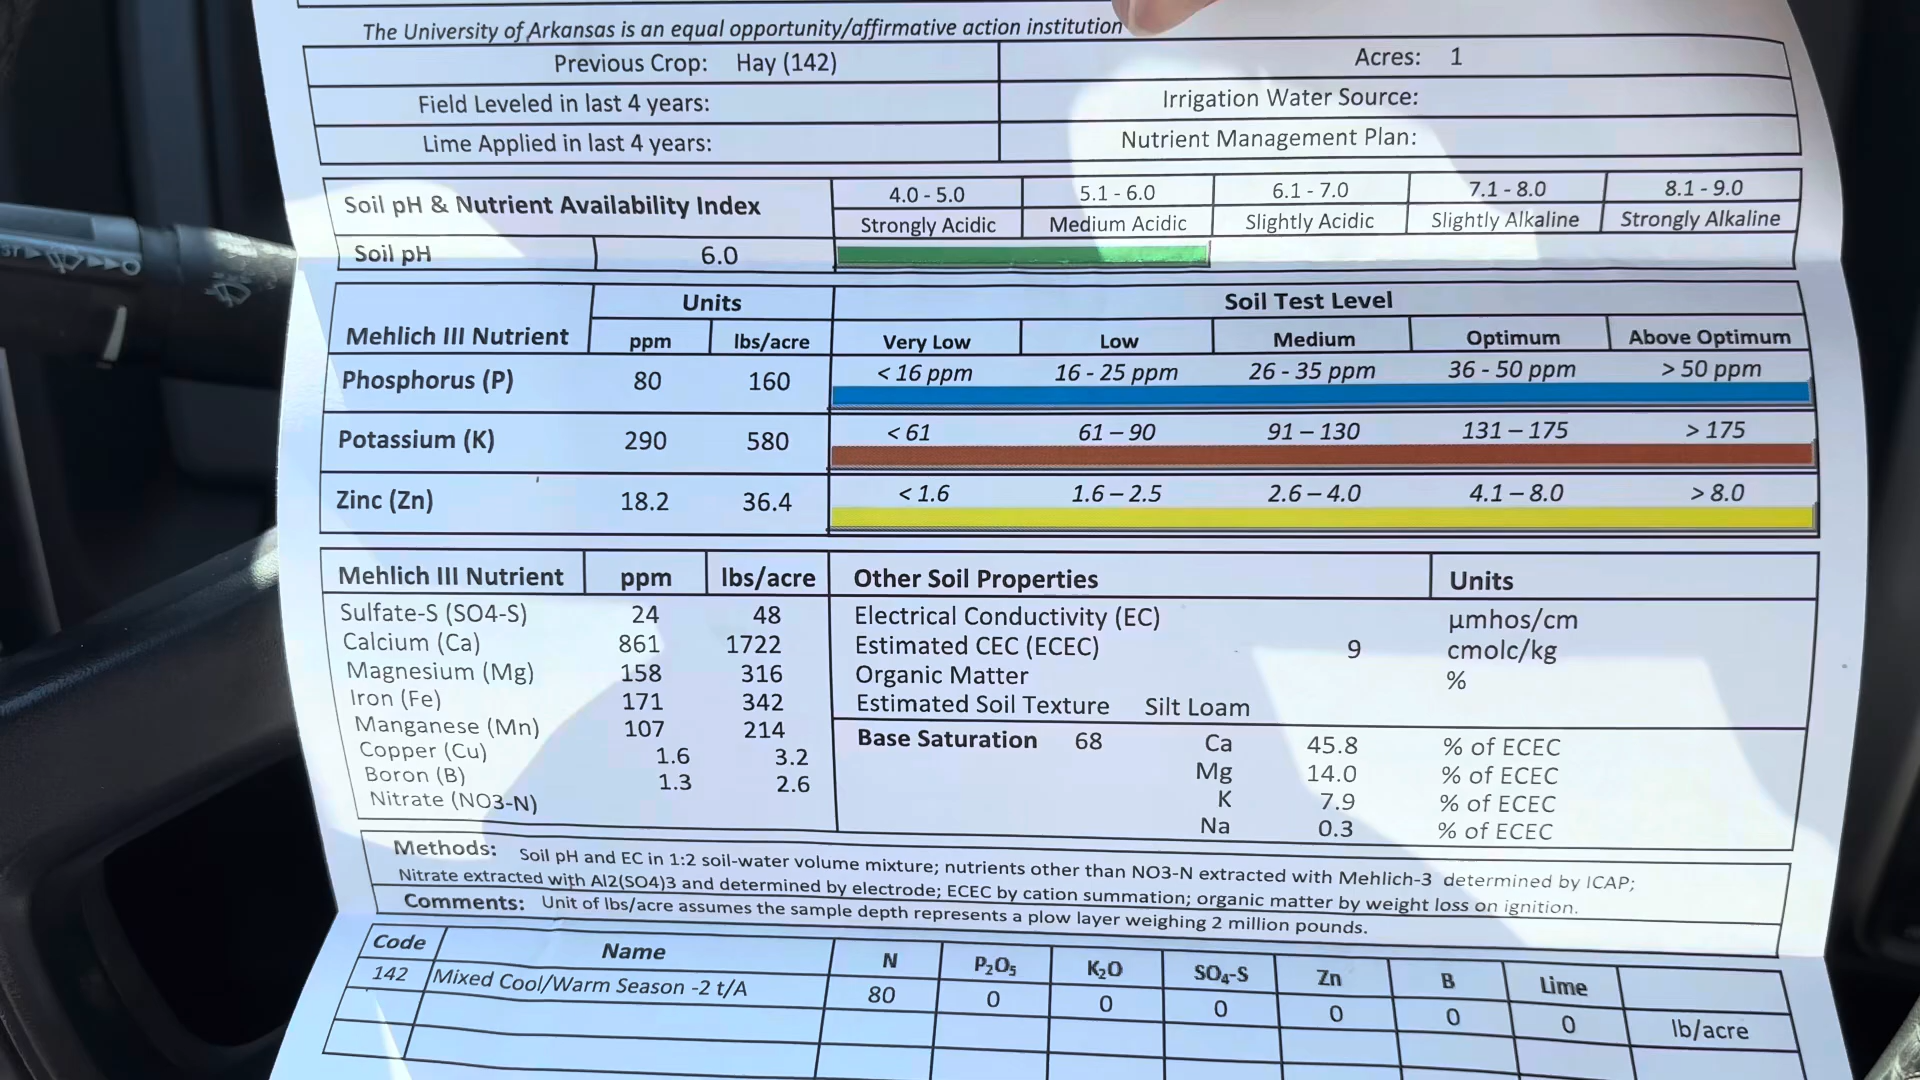 The University of Arkansas is an equal opportunity/affirmative action institution
Previous Crop: Hay (142) Acres: 1
Field Leveled in last 4 years: Irrigation Water Source:
Lime Applied in last 4 years: Nutrient Management Plan:
Soil pH & Nutrient Availability Index 4.0 - 5.0 5.1 - 6.0 6.1 - 7.0 7.1 - 8.0 8.1 - 9.0
Strongly Acidic Medium Acidic Slightly Acidic Slightly Alkaline Strongly Alkaline
Soil pH 6.0
Units Soil Test Level
Mehlich III Nutrient ppm lbs/acre Very Low Low Medium Optimum Above Optimum
Phosphorus (P) 80 160 < 16 ppm 16 - 25 ppm 26 - 35 ppm 36 - 50 ppm > 50 ppm
Potassium (K) 290 580 < 61 61 – 90 91 – 130 131 – 175 > 175
Zinc (Zn) 18.2 36.4 < 1.6 1.6 – 2.5 2.6 – 4.0 4.1 – 8.0 > 8.0
Mehlich III Nutrient ppm lbs/acre Other Soil Properties Units
Sulfate-S (SO4-S) 24 48 Electrical Conductivity (EC) µmhos/cm
Calcium (Ca) 861 1722 Estimated CEC (ECEC) 9 cmolc/kg
Magnesium (Mg) 158 316 Organic Matter %
Iron (Fe) 171 342 Estimated Soil Texture Silt Loam
Manganese (Mn) 107 214 Base Saturation 68 Ca 45.8 % of ECEC
Copper (Cu) 1.6 3.2 Mg 14.0 % of ECEC
Boron (B) 1.3 2.6 K 7.9 % of ECEC
Nitrate (NO3-N) Na 0.3 % of ECEC
Methods: Soil pH and EC in 1:2 soil-water volume mixture; nutrients other than NO3-N extracted with Mehlich-3 determined by ICAP;
Nitrate extracted with Al2(SO4)3 and determined by electrode; ECEC by cation summation; organic matter by weight loss on ignition.
Comments: Unit of lbs/acre assumes the sample depth represents a plow layer weighing 2 million pounds.
Code Name N P₂O₅ K₂O SO₄-S Zn B Lime
142 Mixed Cool/Warm Season -2 t/A 80 0 0 0 0 0 0 lb/acre